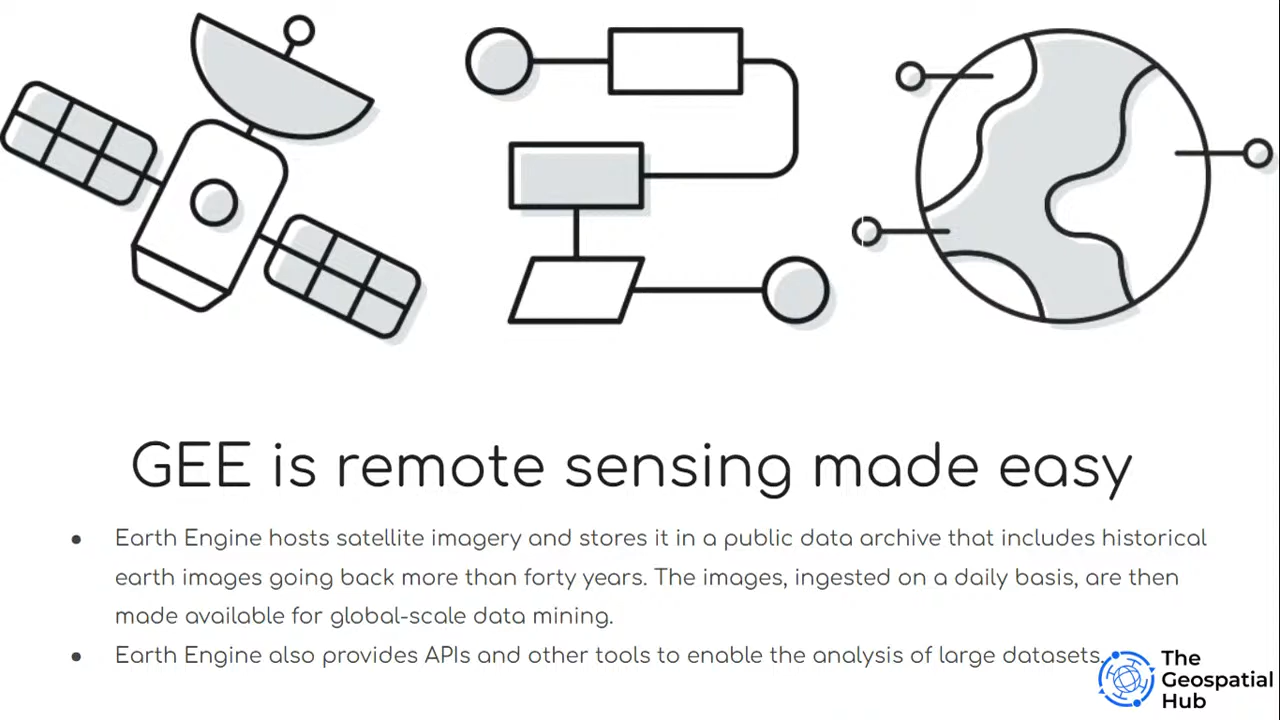 GEE is remote sensing made easy
• Earth Engine hosts satellite imagery and stores it in a public data archive that includes historical
earth images going back more than forty years. The images, ingested on a daily basis, are then
made available for global-scale data mining.
• Earth Engine also provides APIs and other tools to enable the analysis of large datasets.
The
Geospatial
Hub